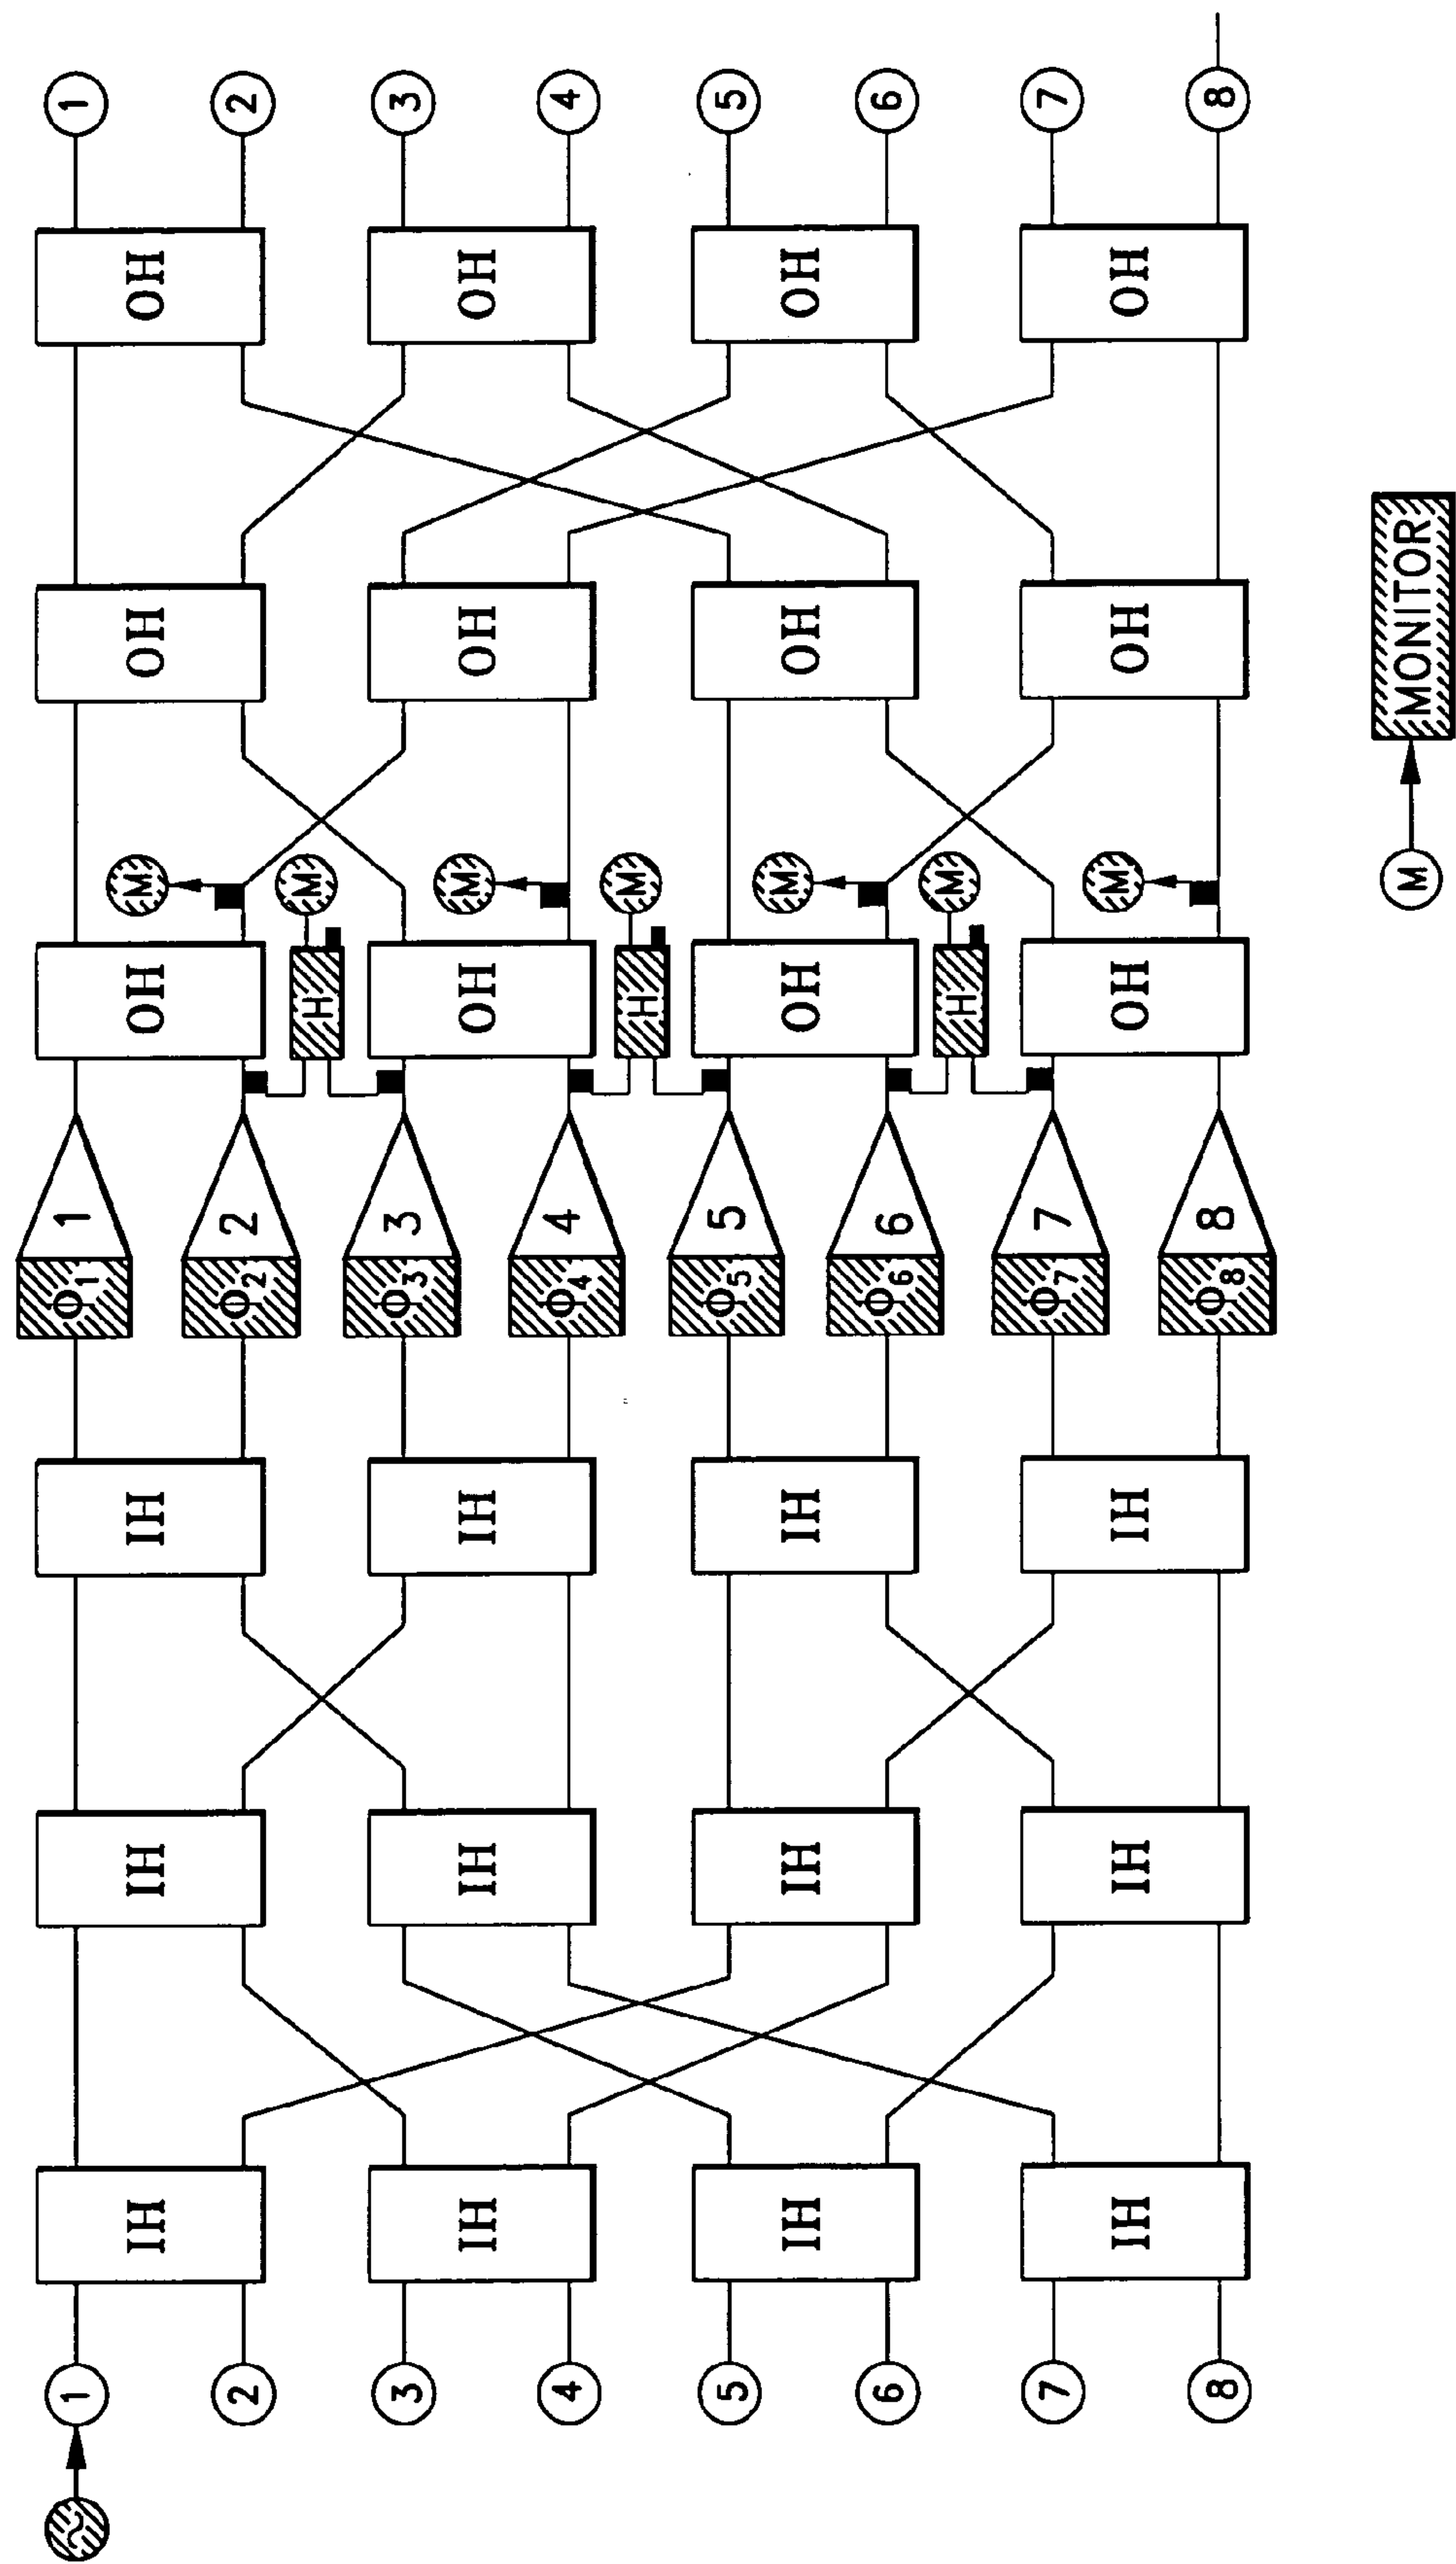 ~ 1 Φ1 1 1
IH IH IH OH M OH OH
2 Φ2 2 2
H M
3 Φ3 3 3
IH IH IH OH M OH OH
4 Φ4 4 4
H M
5 Φ5 5 5
IH IH IH OH M OH OH
6 Φ6 6 6
H M
7 Φ7 7 7
IH IH IH OH M OH OH
8 Φ8 8 8
M MONITOR